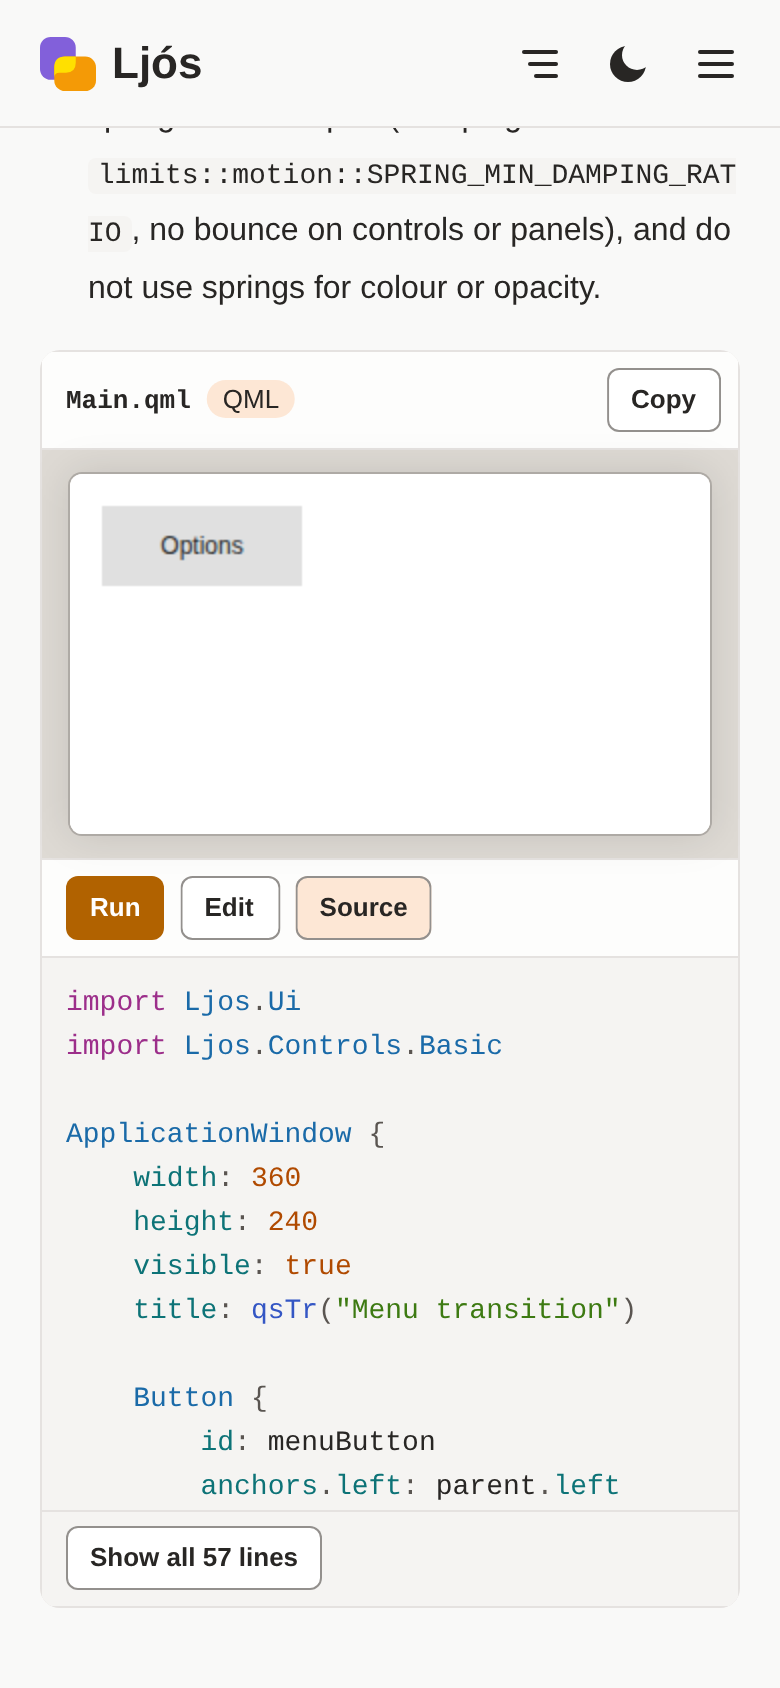 Ljós
limits::motion::SPRING_MIN_DAMPING_RAT
IO, no bounce on controls or panels), and do
not use springs for colour or opacity.
Main.qml QML Copy
Options
Run Edit Source
import Ljos.Ui
import Ljos.Controls.Basic
ApplicationWindow {
    width: 360
    height: 240
    visible: true
    title: qsTr("Menu transition")
    Button {
        id: menuButton
        anchors.left: parent.left
Show all 57 lines